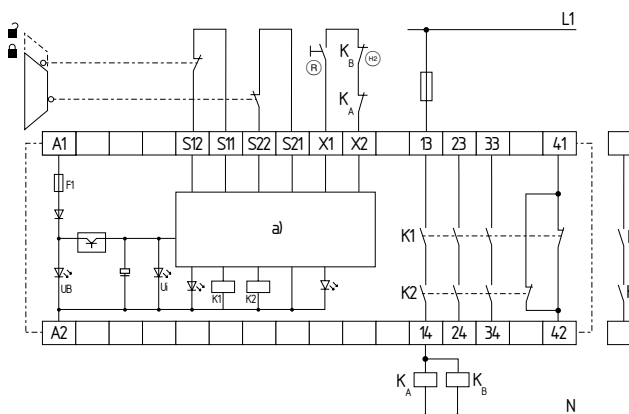 L1
K B
H2
R
K A
A1 S12 S11 S22 S21 X1 X2 13 23 33 41
F1
a)
K1
UB Ui K1 K2
K2
A2 14 24 34 42
K A K B
N